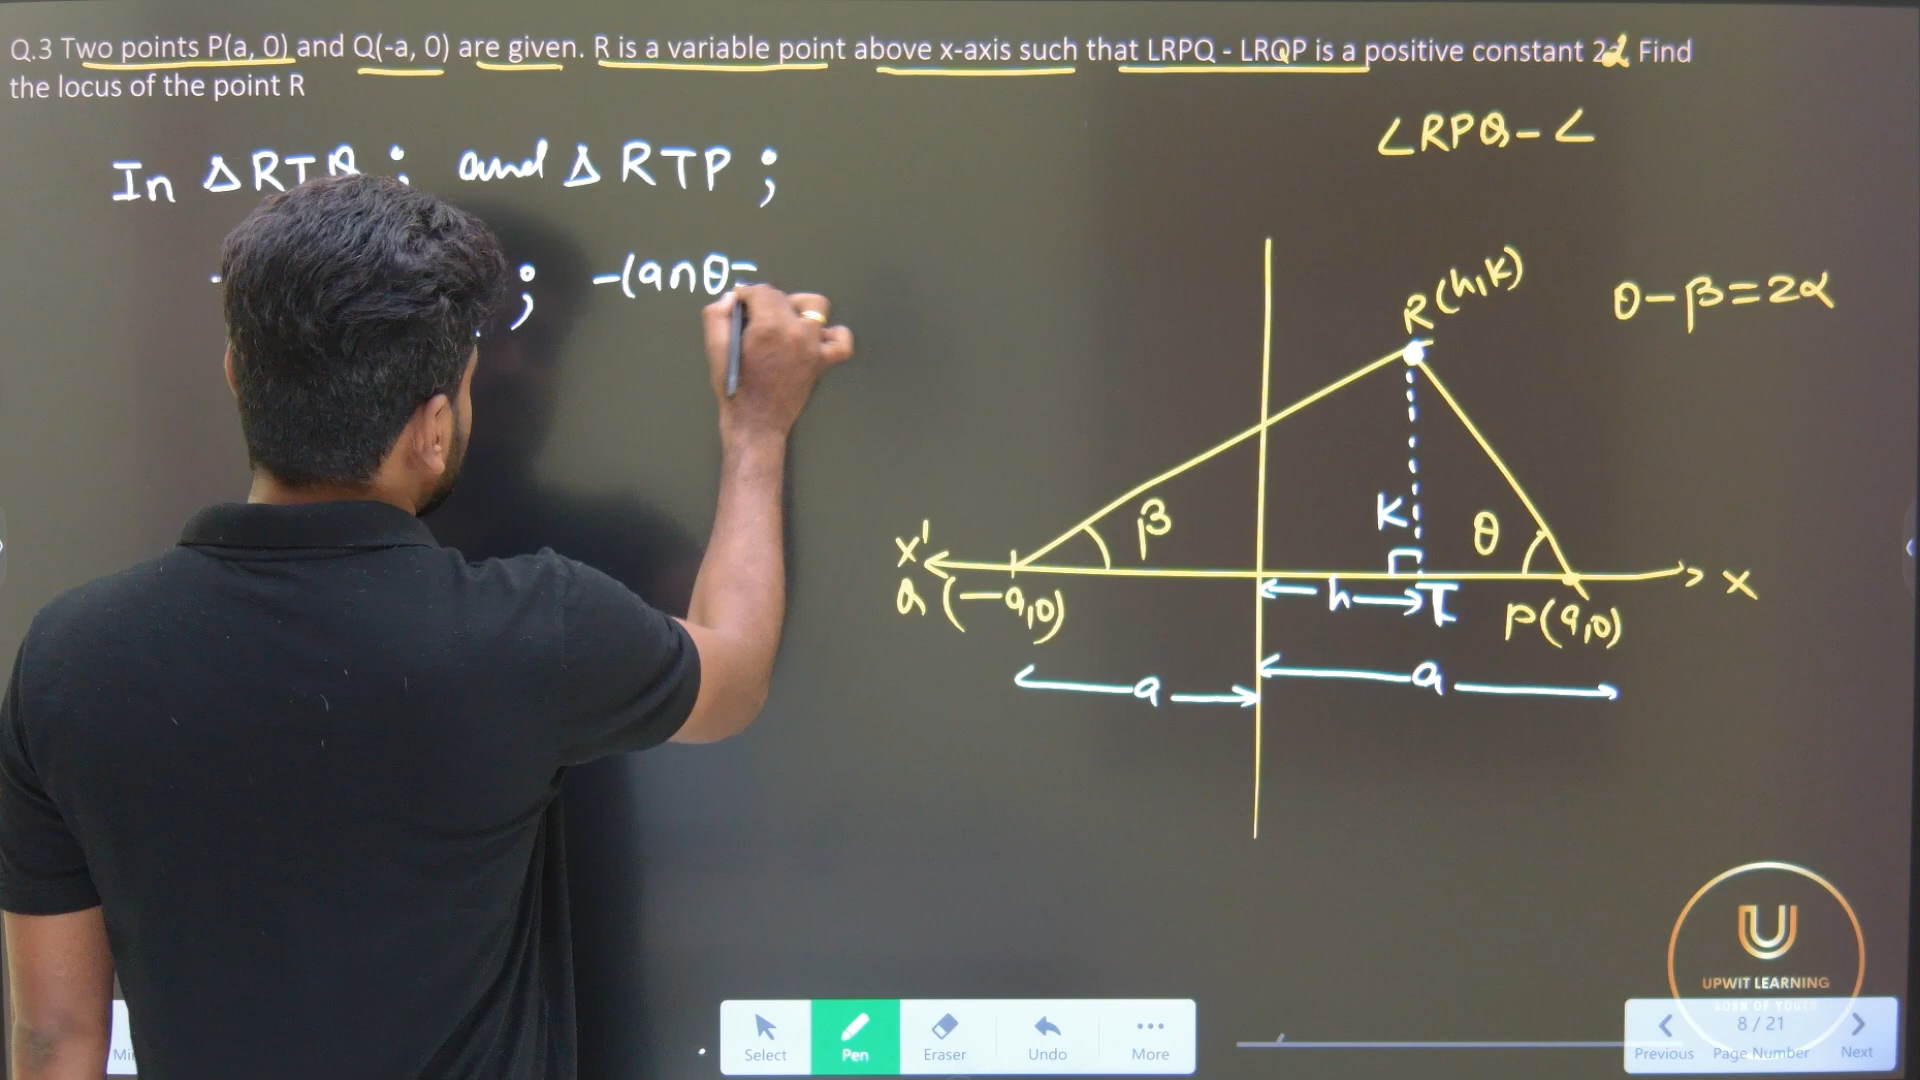 Q.3 Two points P(a, 0) and Q(-a, 0) are given. R is a variable point above x-axis such that LRPQ - LRQP is a positive constant 2α Find
the locus of the point R
∠RPQ-∠
In Δ RTQ ; and Δ RTP ;
; tanθ=
R(h,k)
θ-β=2α
β
K
θ
X'
X
Q(-a,0)
h
T
P(a,0)
a
a
U
UPWIT LEARNING
Select
Pen
Eraser
Undo
More
8 / 21
Previous
Page Number
Next